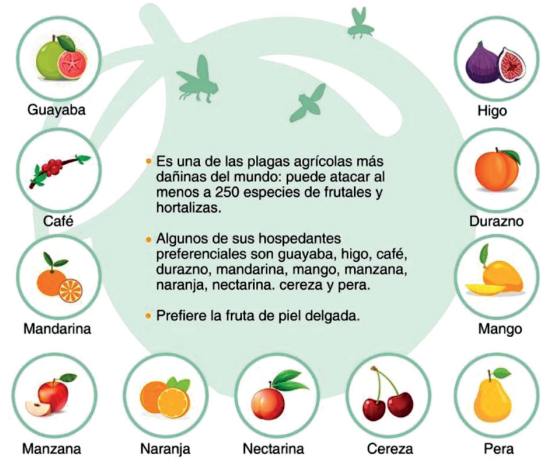 Guayaba
Higo
Café
Durazno
Mandarina
Mango
• Es una de las plagas agrícolas más
dañinas del mundo: puede atacar al
menos a 250 especies de frutales y
hortalizas.
• Algunos de sus hospedantes
preferenciales son guayaba, higo, café,
durazno, mandarina, mango, manzana,
naranja, nectarina. cereza y pera.
• Prefiere la fruta de piel delgada.
Manzana
Naranja
Nectarina
Cereza
Pera